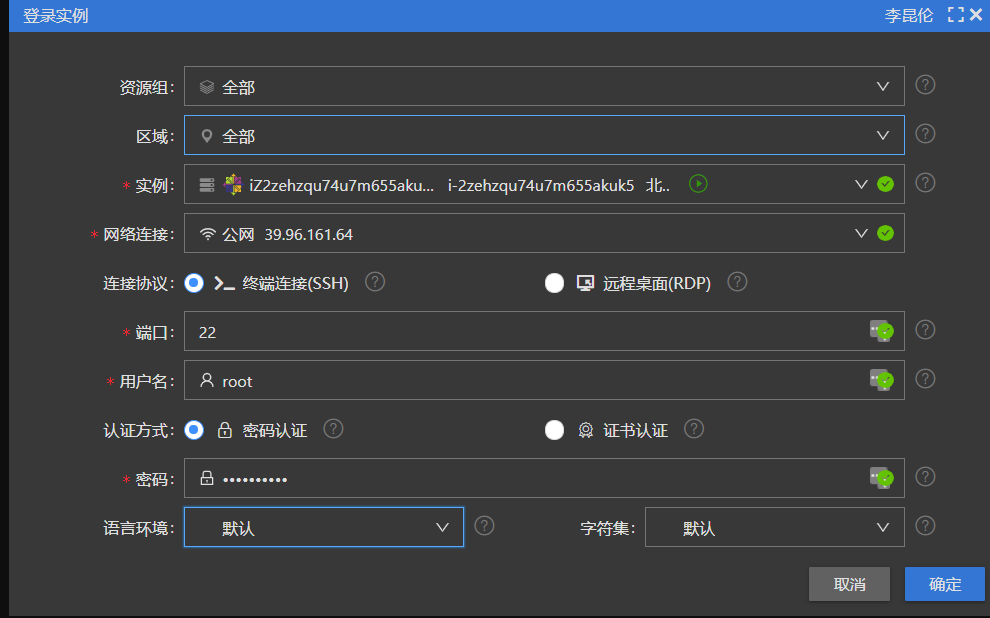 登录实例 李昆伦
资源组: 全部
区域: 全部
* 实例: iZ2zehzqu74u7m655aku... i-2zehzqu74u7m655akuk5 北..
* 网络连接: 公网 39.96.161.64
连接协议: 终端连接(SSH) 远程桌面(RDP)
* 端口: 22
* 用户名: root
认证方式: 密码认证 证书认证
* 密码: ••••••••••
语言环境: 默认 字符集: 默认
取消 确定